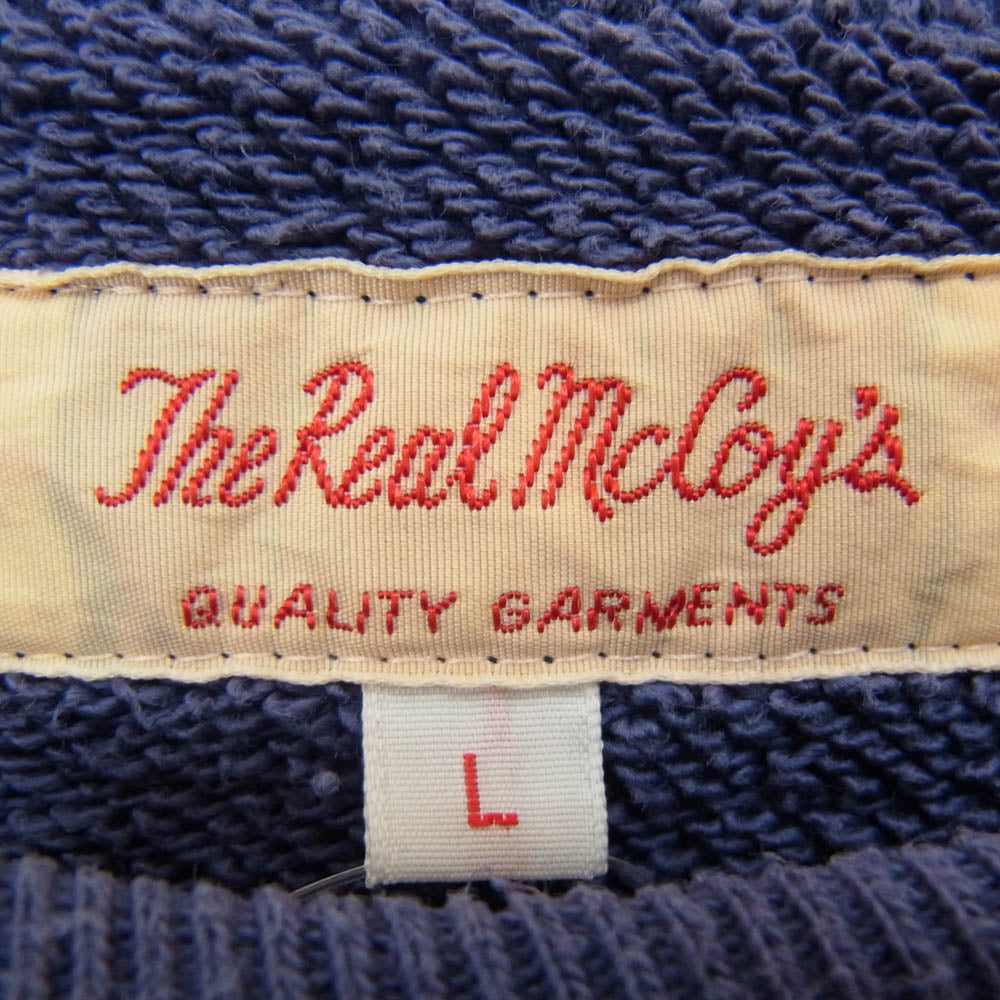 The Real McCoy's
QUALITY GARMENTS
L